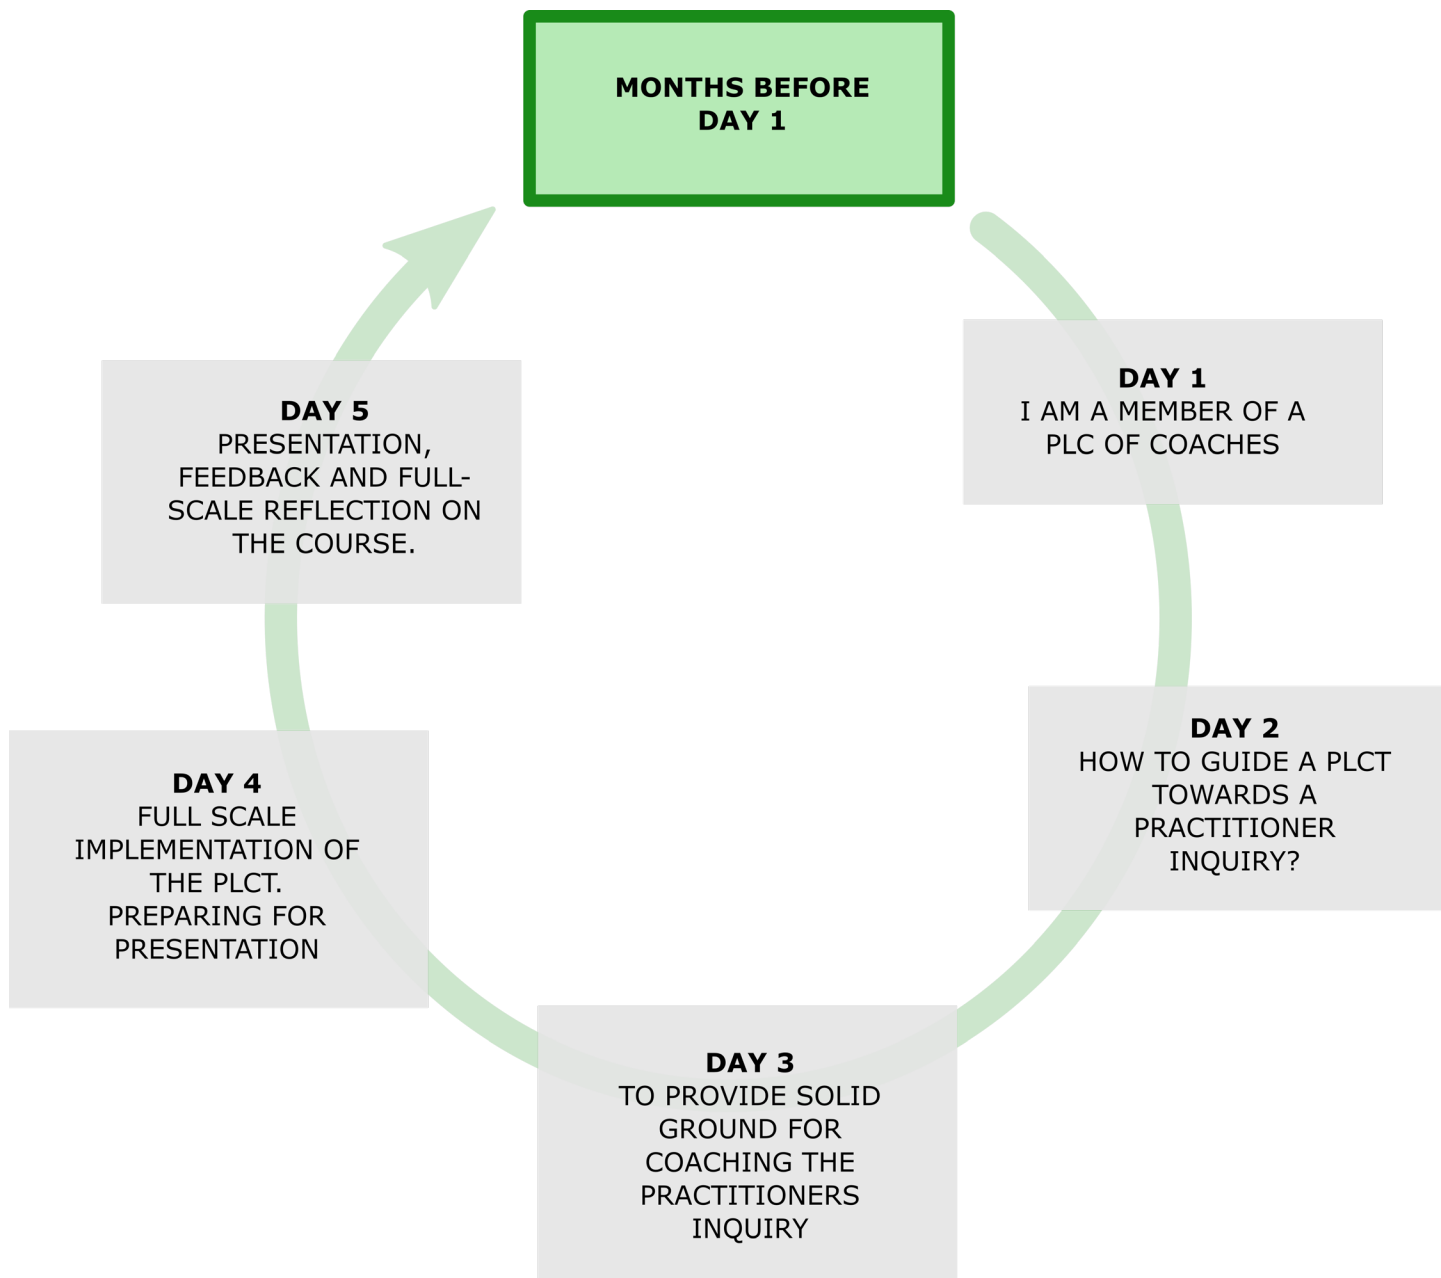 MONTHS BEFORE
DAY 1
DAY 1
I AM A MEMBER OF A
PLC OF COACHES
DAY 2
HOW TO GUIDE A PLCT
TOWARDS A
PRACTITIONER
INQUIRY?
DAY 3
TO PROVIDE SOLID
GROUND FOR
COACHING THE
PRACTITIONERS
INQUIRY
DAY 4
FULL SCALE
IMPLEMENTATION OF
THE PLCT.
PREPARING FOR
PRESENTATION
DAY 5
PRESENTATION,
FEEDBACK AND FULL-
SCALE REFLECTION ON
THE COURSE.